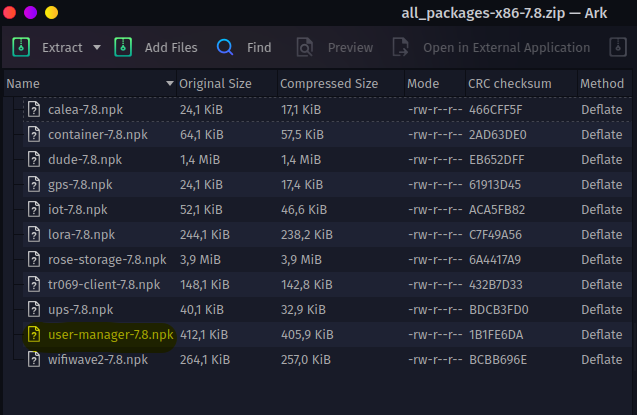 all_packages-x86-7.8.zip — Ark
Extract Add Files Find Preview Open in External Application
Name Original Size Compressed Size Mode CRC checksum Method
calea-7.8.npk 24,1 KiB 17,1 KiB -rw-r--r-- 466CFF5F Deflate
container-7.8.npk 64,1 KiB 57,5 KiB -rw-r--r-- 2AD63DE0 Deflate
dude-7.8.npk 1,4 MiB 1,4 MiB -rw-r--r-- EB652DFF Deflate
gps-7.8.npk 24,1 KiB 17,4 KiB -rw-r--r-- 61913D45 Deflate
iot-7.8.npk 52,1 KiB 46,6 KiB -rw-r--r-- ACA5FB82 Deflate
lora-7.8.npk 244,1 KiB 238,2 KiB -rw-r--r-- C7F49A56 Deflate
rose-storage-7.8.npk 3,9 MiB 3,9 MiB -rw-r--r-- 6A4417A9 Deflate
tr069-client-7.8.npk 148,1 KiB 142,8 KiB -rw-r--r-- 432B7D33 Deflate
ups-7.8.npk 40,1 KiB 32,9 KiB -rw-r--r-- BDCB3FD0 Deflate
user-manager-7.8.npk 412,1 KiB 405,9 KiB -rw-r--r-- 1B1FE6DA Deflate
wifiwave2-7.8.npk 264,1 KiB 257,0 KiB -rw-r--r-- BCBB696E Deflate